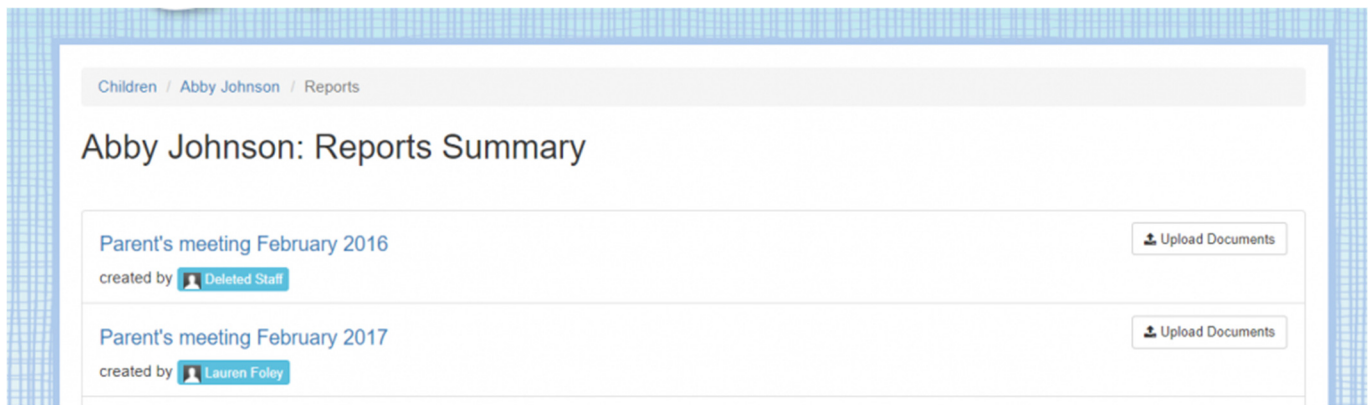 Children / Abby Johnson / Reports
Abby Johnson: Reports Summary
Parent's meeting February 2016
Upload Documents
created by Deleted Staff
Parent's meeting February 2017
Upload Documents
created by Lauren Foley